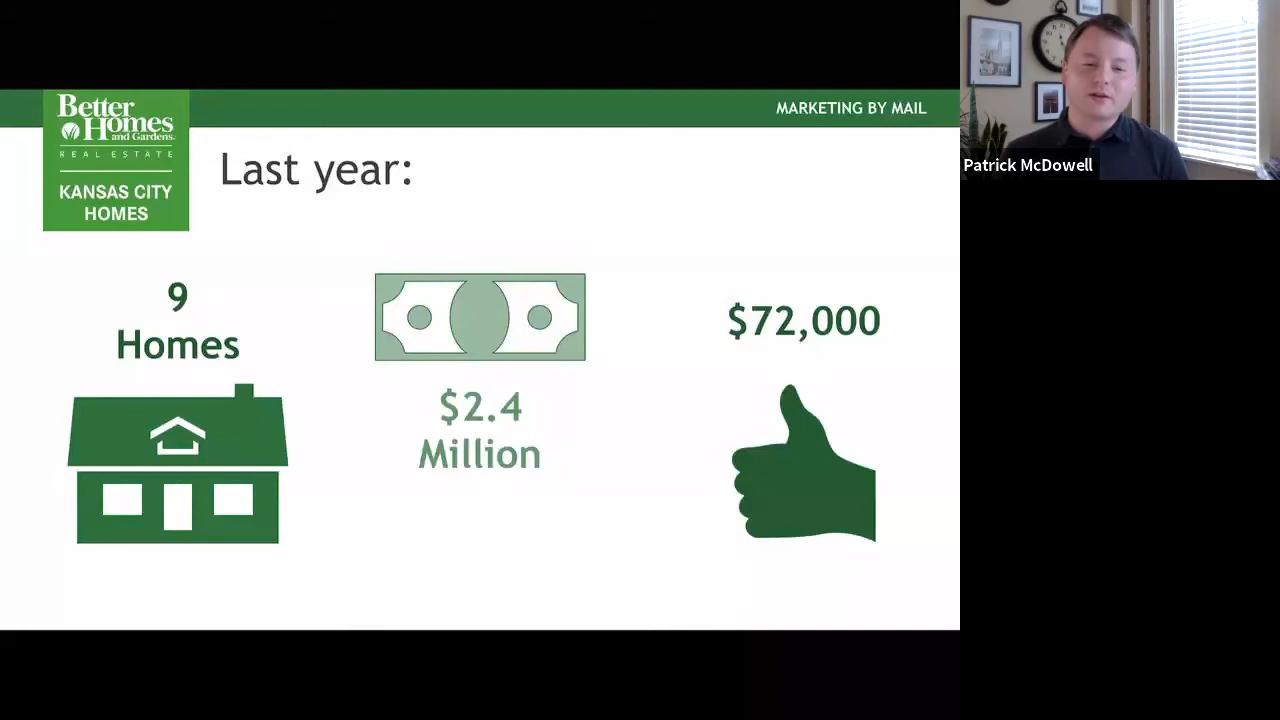 Better
Homes
and Gardens
REAL ESTATE
KANSAS CITY
HOMES
MARKETING BY MAIL
Last year:
9
Homes
$2.4
Million
$72,000
Patrick McDowell